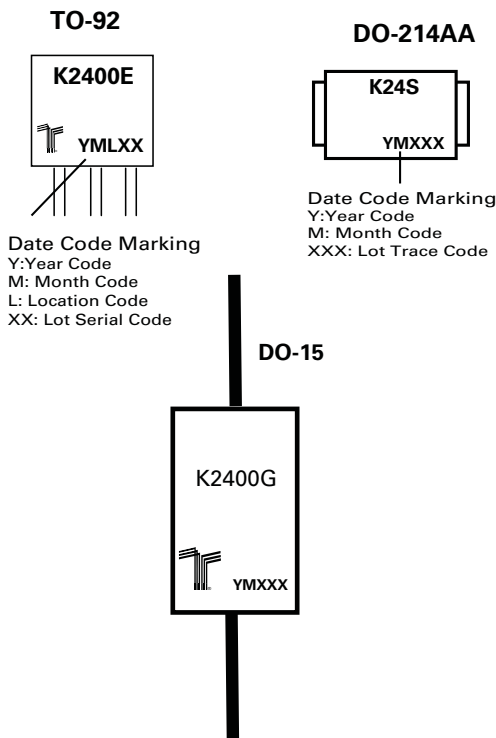 TO-92
K2400E
YMLXX
Date Code Marking
Y:Year Code
M: Month Code
L: Location Code
XX: Lot Serial Code
DO-214AA
K24S
YMXXX
Date Code Marking
Y:Year Code
M: Month Code
XXX: Lot Trace Code
DO-15
K2400G
YMXXX